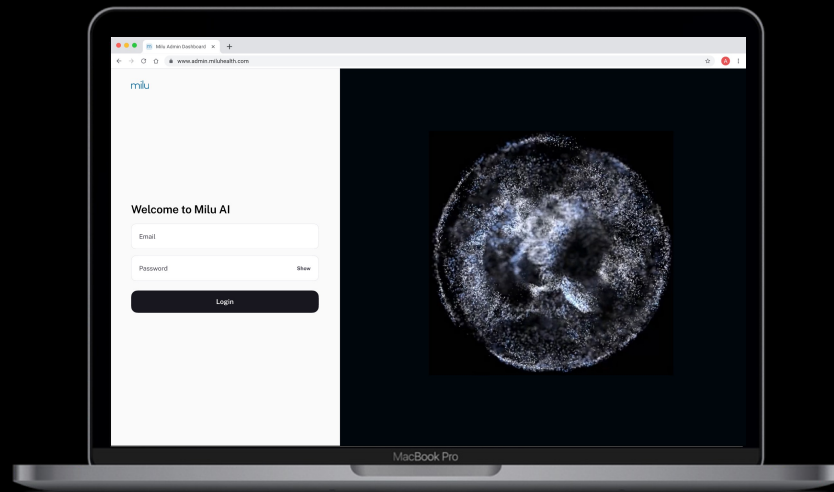 Milu Admin Dashboard
www.admin.miluhealth.com
A
milu
Welcome to Milu AI
Email
Password Show
Login
MacBook Pro